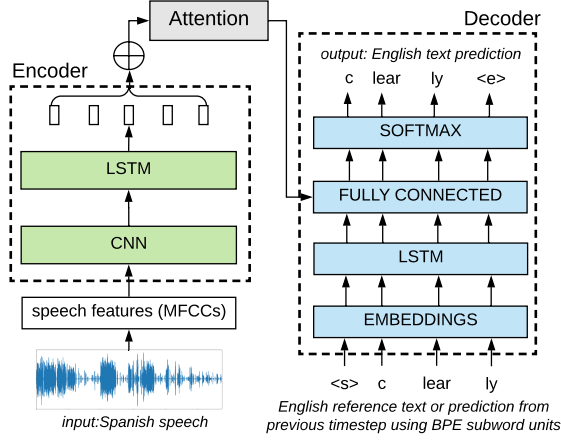 Attention
Decoder
output: English text prediction
c lear ly <e>
SOFTMAX
FULLY CONNECTED
LSTM
EMBEDDINGS
<s> c lear ly
English reference text or prediction from
previous timestep using BPE subword units
Encoder
LSTM
CNN
speech features (MFCCs)
input:Spanish speech